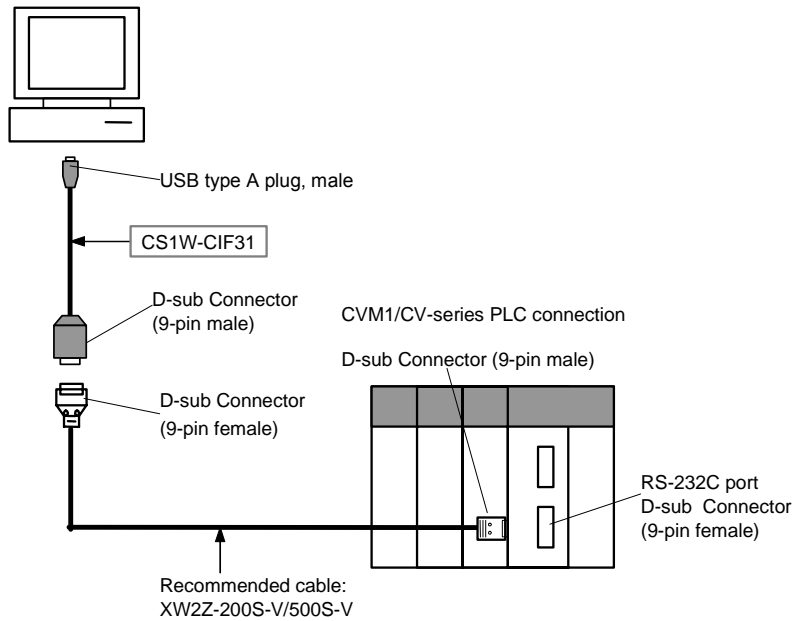 USB type A plug, male
CS1W-CIF31
D-sub Connector
(9-pin male)
CVM1/CV-series PLC connection
D-sub Connector (9-pin male)
D-sub Connector
(9-pin female)
RS-232C port
D-sub Connector
(9-pin female)
Recommended cable:
XW2Z-200S-V/500S-V